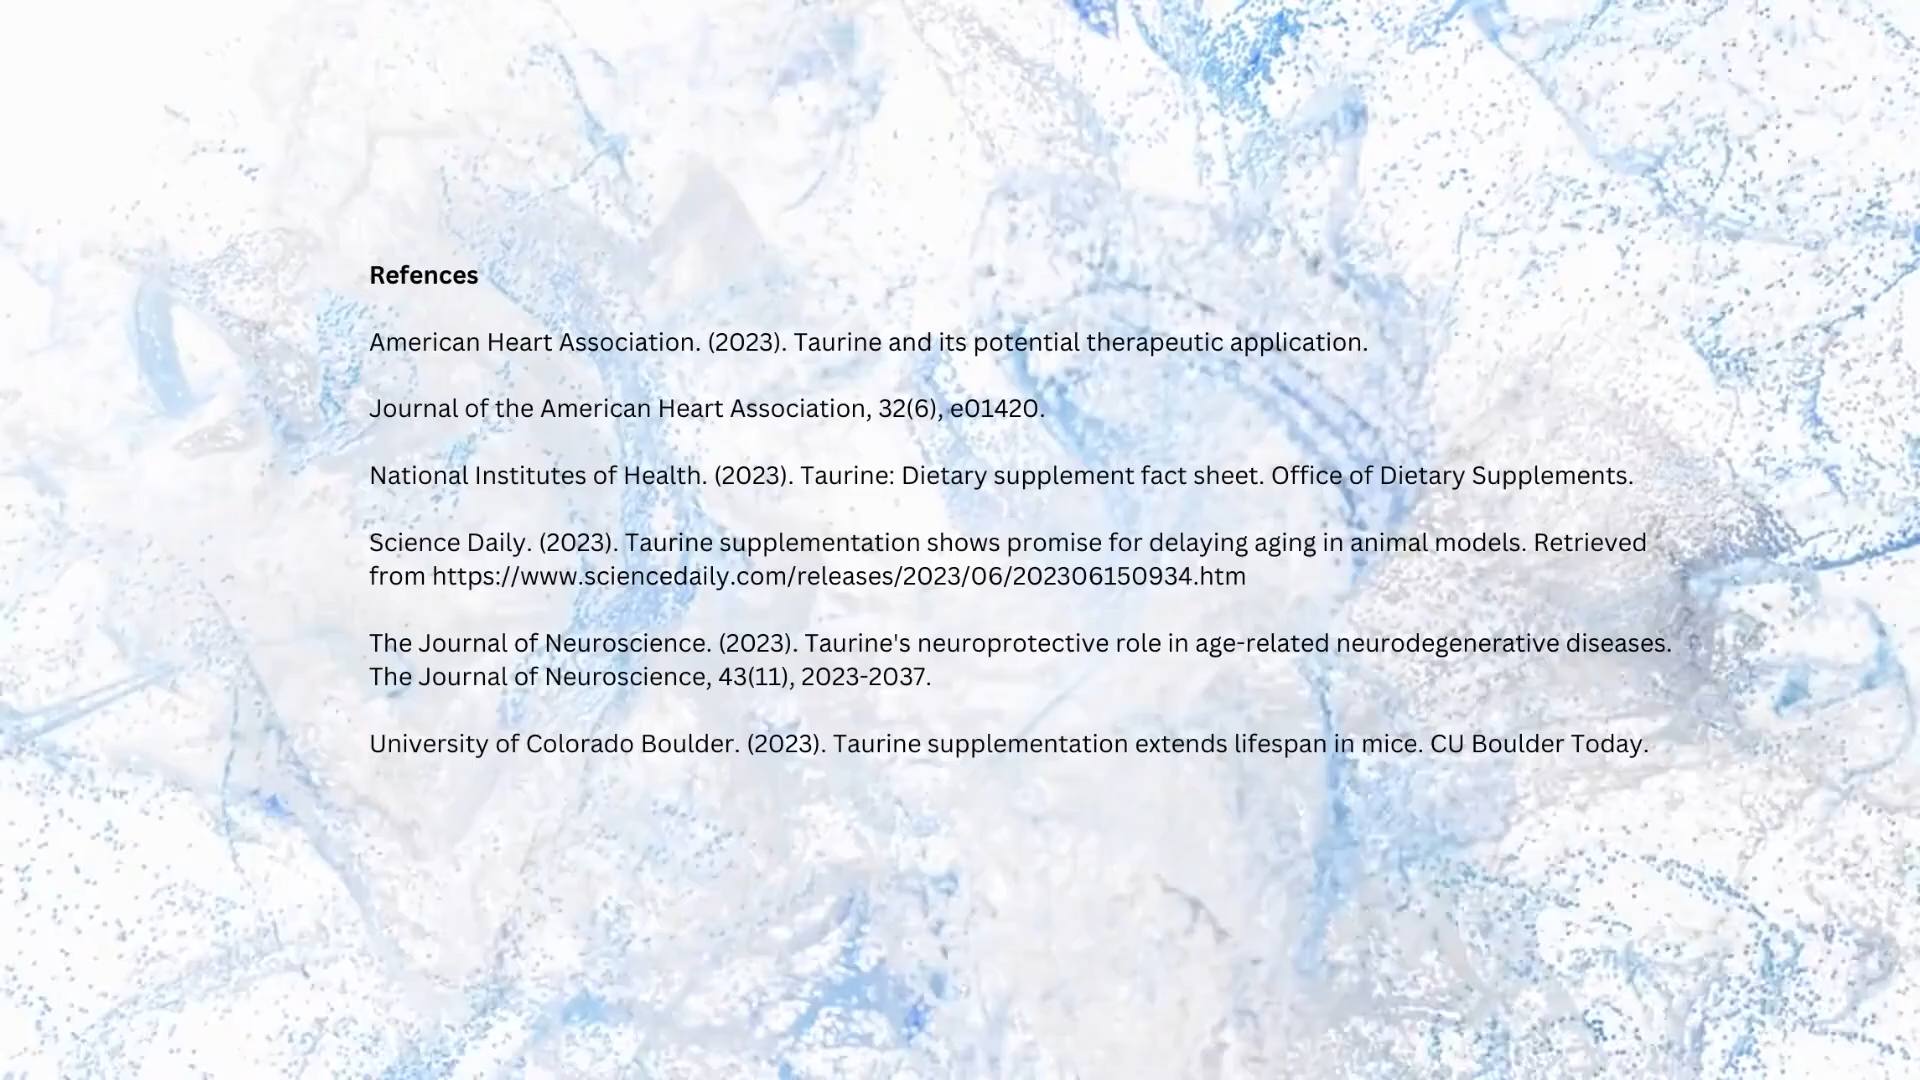 Refences
American Heart Association. (2023). Taurine and its potential therapeutic application.
Journal of the American Heart Association, 32(6), e01420.
National Institutes of Health. (2023). Taurine: Dietary supplement fact sheet. Office of Dietary Supplements.
Science Daily. (2023). Taurine supplementation shows promise for delaying aging in animal models. Retrieved
from https://www.sciencedaily.com/releases/2023/06/202306150934.htm
The Journal of Neuroscience. (2023). Taurine's neuroprotective role in age-related neurodegenerative diseases.
The Journal of Neuroscience, 43(11), 2023-2037.
University of Colorado Boulder. (2023). Taurine supplementation extends lifespan in mice. CU Boulder Today.